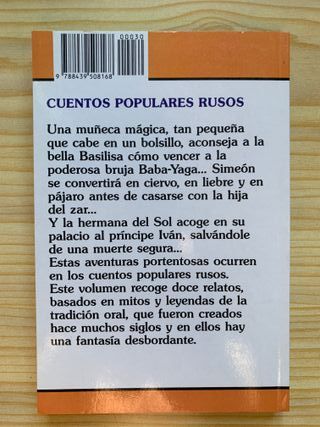 00030
9 788439 508168
CUENTOS POPULARES RUSOS
Una muñeca mágica, tan pequeña
que cabe en un bolsillo, aconseja a la
bella Basilisa cómo vencer a la
poderosa bruja Baba-Yaga... Simeón
se convertirá en ciervo, en liebre y en
pájaro antes de casarse con la hija
del zar...
Y la hermana del Sol acoge en su
palacio al príncipe Iván, salvándole
de una muerte segura...
Estas aventuras portentosas ocurren
en los cuentos populares rusos.
Este volumen recoge doce relatos,
basados en mitos y leyendas de la
tradición oral, que fueron creados
hace muchos siglos y en ellos hay
una fantasía desbordante.